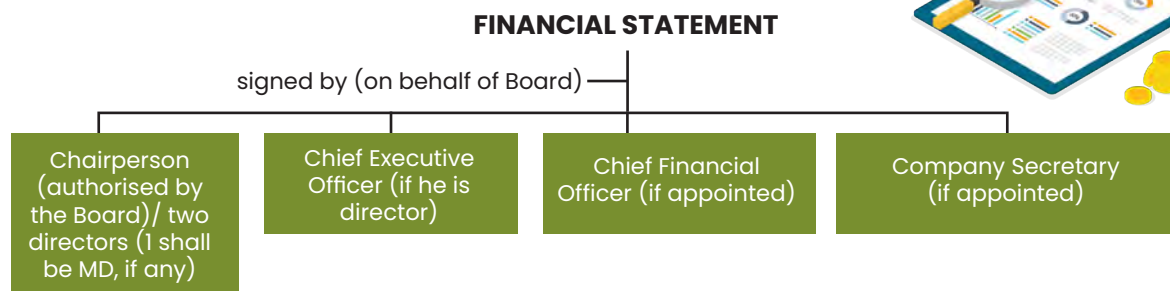 FINANCIAL STATEMENT
signed by (on behalf of Board)
Chairperson
(authorised by
the Board)/ two
directors (1 shall
be MD, if any)
Chief Executive
Officer (if he is
director)
Chief Financial
Officer (if appointed)
Company Secretary
(if appointed)